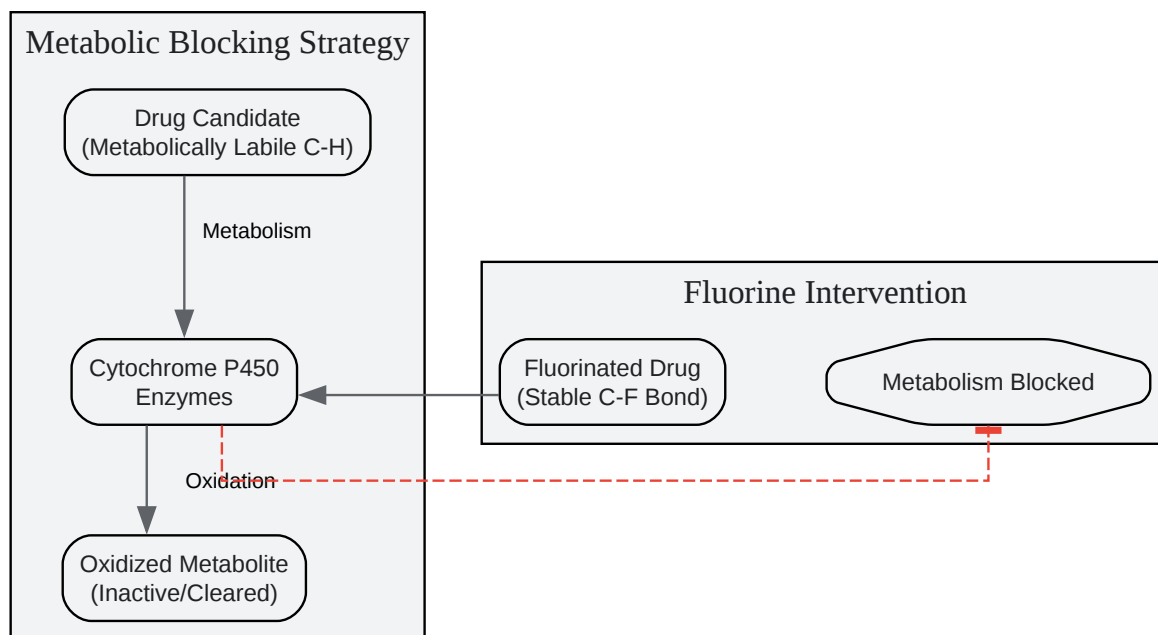 Metabolic Blocking Strategy
Drug Candidate
(Metabolically Labile C-H)
Metabolism
Cytochrome P450
Enzymes
Oxidation
Oxidized Metabolite
(Inactive/Cleared)
Fluorine Intervention
Fluorinated Drug
(Stable C-F Bond)
Metabolism Blocked